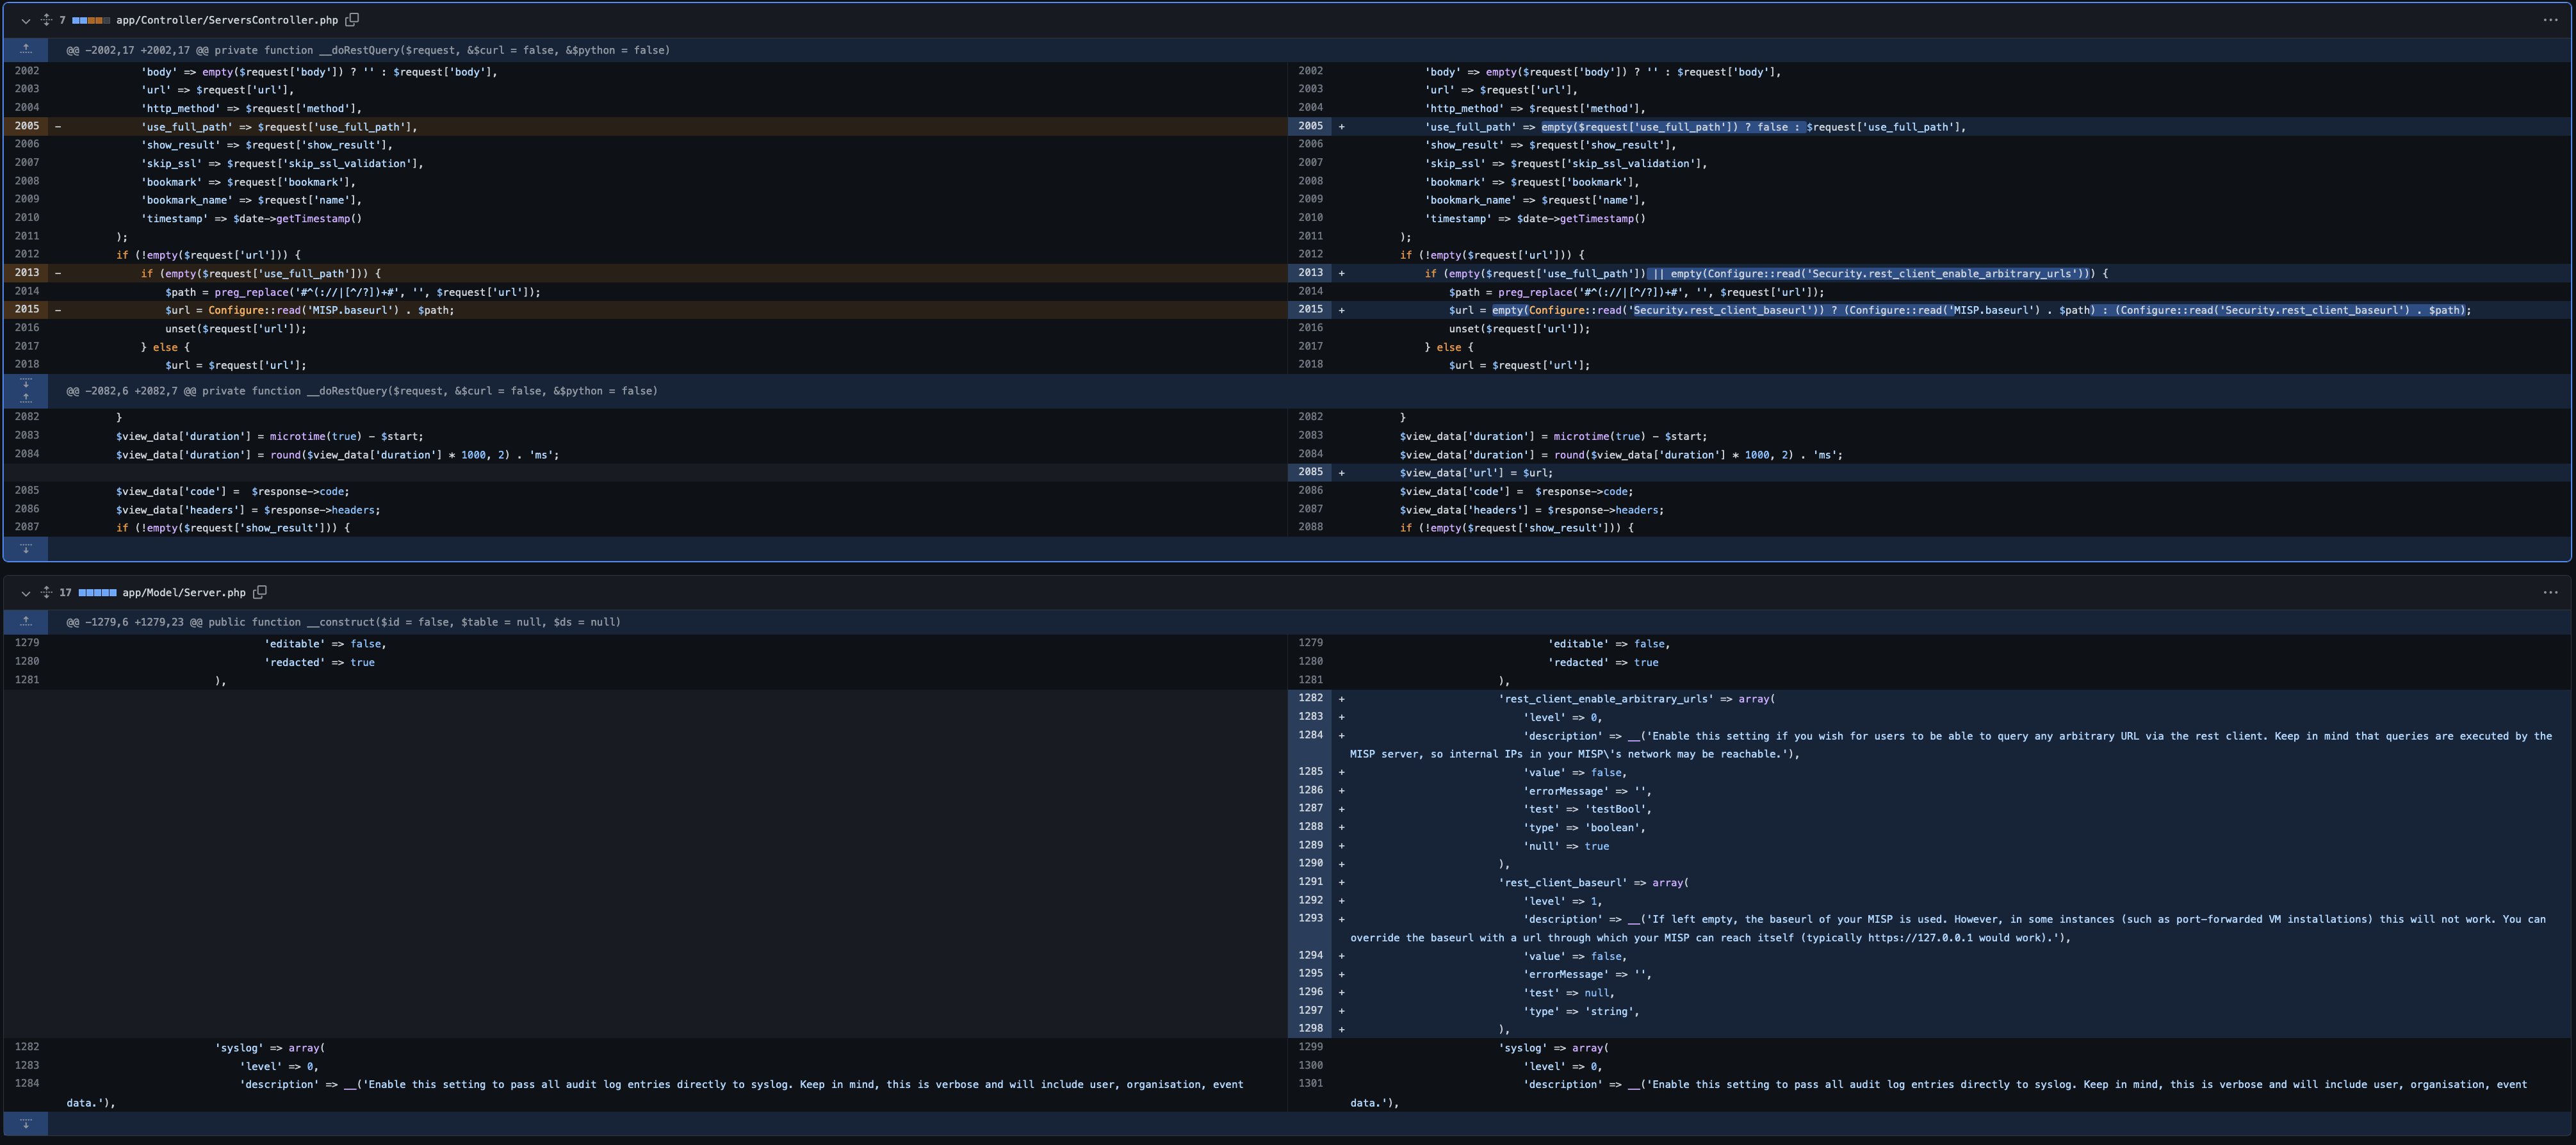 7 app/Controller/ServersController.php
@@ -2002,17 +2002,17 @@ private function __doRestQuery($request, &$curl = false, &$python = false)
2002 'body' => empty($request['body']) ? '' : $request['body'],
2003 'url' => $request['url'],
2004 'http_method' => $request['method'],
2005 - 'use_full_path' => $request['use_full_path'],
2006 'show_result' => $request['show_result'],
2007 'skip_ssl' => $request['skip_ssl_validation'],
2008 'bookmark' => $request['bookmark'],
2009 'bookmark_name' => $request['name'],
2010 'timestamp' => $date->getTimestamp()
2011 );
2012 if (!empty($request['url'])) {
2013 - if (empty($request['use_full_path'])) {
2014 $path = preg_replace('#^(://|[^/?])+#', '', $request['url']);
2015 - $url = Configure::read('MISP.baseurl') . $path;
2016 unset($request['url']);
2017 } else {
2018 $url = $request['url'];
2002 'body' => empty($request['body']) ? '' : $request['body'],
2003 'url' => $request['url'],
2004 'http_method' => $request['method'],
2005 + 'use_full_path' => empty($request['use_full_path']) ? false : $request['use_full_path'],
2006 'show_result' => $request['show_result'],
2007 'skip_ssl' => $request['skip_ssl_validation'],
2008 'bookmark' => $request['bookmark'],
2009 'bookmark_name' => $request['name'],
2010 'timestamp' => $date->getTimestamp()
2011 );
2012 if (!empty($request['url'])) {
2013 + if (empty($request['use_full_path']) || empty(Configure::read('Security.rest_client_enable_arbitrary_urls'))) {
2014 $path = preg_replace('#^(://|[^/?])+#', '', $request['url']);
2015 + $url = empty(Configure::read('Security.rest_client_baseurl')) ? (Configure::read('MISP.baseurl') . $path) : (Configure::read('Security.rest_client_baseurl') . $path);
2016 unset($request['url']);
2017 } else {
2018 $url = $request['url'];
@@ -2082,6 +2082,7 @@ private function __doRestQuery($request, &$curl = false, &$python = false)
2082 }
2083 $view_data['duration'] = microtime(true) - $start;
2084 $view_data['duration'] = round($view_data['duration'] * 1000, 2) . 'ms';
2085 $view_data['code'] =  $response->code;
2086 $view_data['headers'] = $response->headers;
2087 if (!empty($request['show_result'])) {
2082 }
2083 $view_data['duration'] = microtime(true) - $start;
2084 $view_data['duration'] = round($view_data['duration'] * 1000, 2) . 'ms';
2085 + $view_data['url'] = $url;
2086 $view_data['code'] =  $response->code;
2087 $view_data['headers'] = $response->headers;
2088 if (!empty($request['show_result'])) {
17 app/Model/Server.php
@@ -1279,6 +1279,23 @@ public function __construct($id = false, $table = null, $ds = null)
1279 'editable' => false,
1280 'redacted' => true
1281 ),
1279 'editable' => false,
1280 'redacted' => true
1281 ),
1282 + 'rest_client_enable_arbitrary_urls' => array(
1283 + 'level' => 0,
1284 + 'description' => __('Enable this setting if you wish for users to be able to query any arbitrary URL via the rest client. Keep in mind that queries are executed by the
MISP server, so internal IPs in your MISP\'s network may be reachable.'),
1285 + 'value' => false,
1286 + 'errorMessage' => '',
1287 + 'test' => 'testBool',
1288 + 'type' => 'boolean',
1289 + 'null' => true
1290 + ),
1291 + 'rest_client_baseurl' => array(
1292 + 'level' => 1,
1293 + 'description' => __('If left empty, the baseurl of your MISP is used. However, in some instances (such as port-forwarded VM installations) this will not work. You can
override the baseurl with a url through which your MISP can reach itself (typically https://127.0.0.1 would work).'),
1294 + 'value' => false,
1295 + 'errorMessage' => '',
1296 + 'test' => null,
1297 + 'type' => 'string',
1298 + ),
1282 'syslog' => array(
1283 'level' => 0,
1284 'description' => __('Enable this setting to pass all audit log entries directly to syslog. Keep in mind, this is verbose and will include user, organisation, event
data.'),
1299 'syslog' => array(
1300 'level' => 0,
1301 'description' => __('Enable this setting to pass all audit log entries directly to syslog. Keep in mind, this is verbose and will include user, organisation, event
data.'),